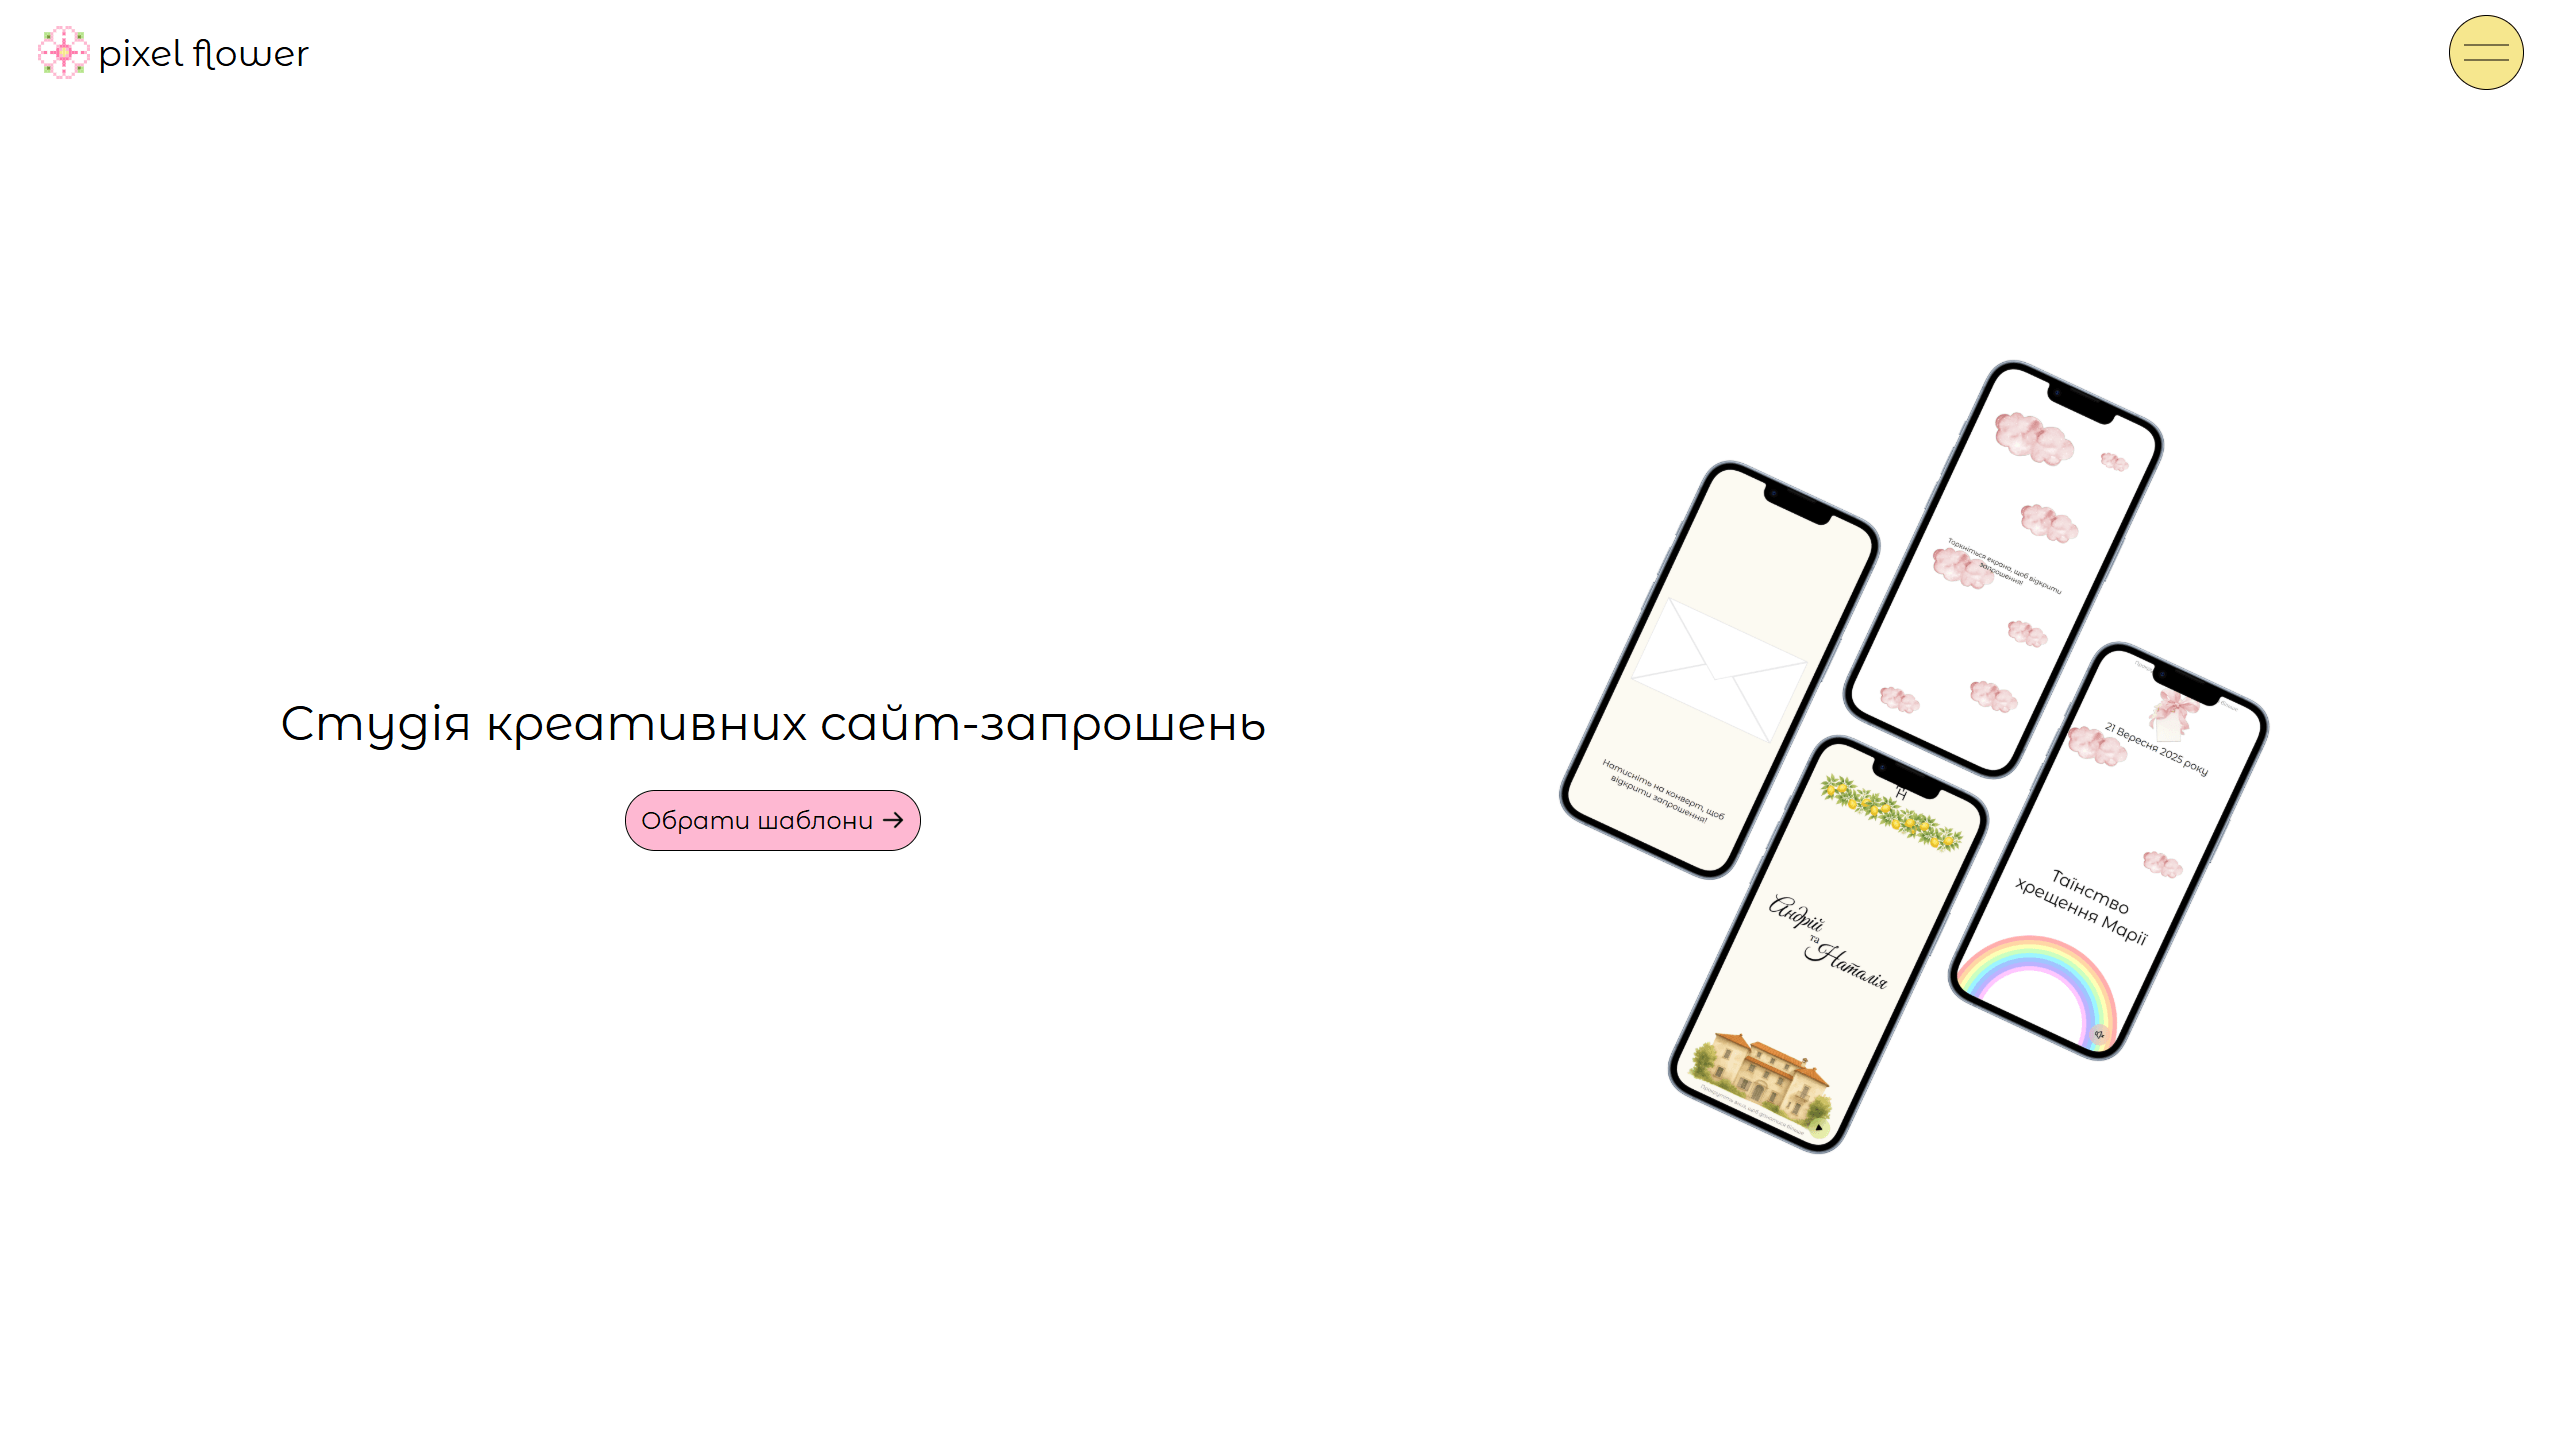 pixel flower
Студія креативних сайт-запрошень
Обрати шаблони
Торкніться екрана, щоб відкрити
запрошення!
Натисніть на конверт, щоб
відкрити запрошення!
21 Вересня 2025 року
Таїнство
хрещення Марії
Н
Андрій
та
Наталія